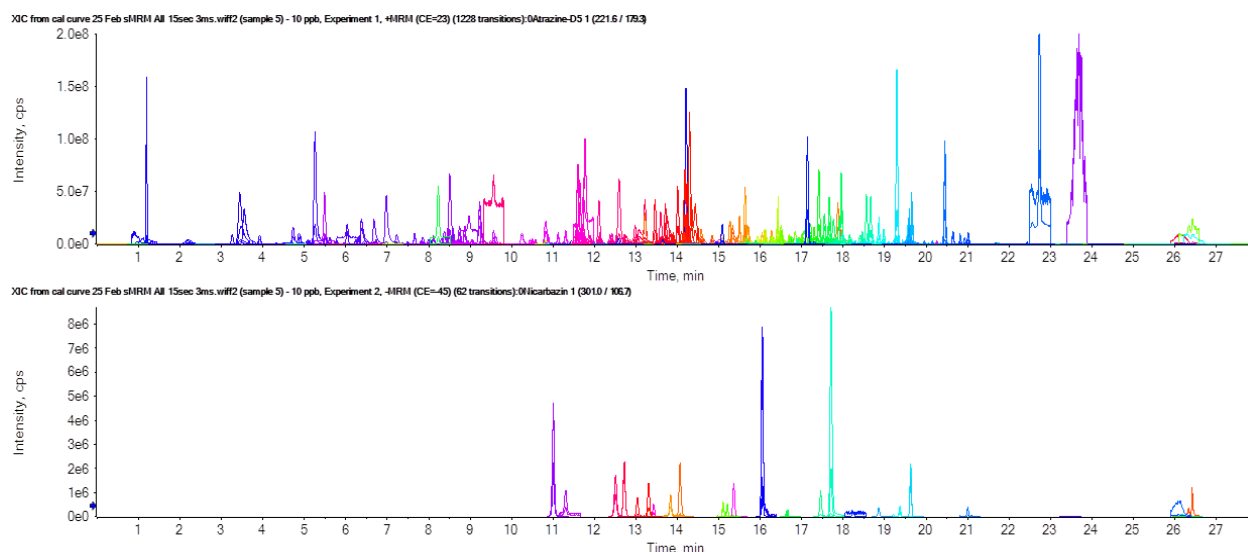 XIC from cal curve 25 Feb sMRM All 15sec 3ms.wiff2 (sample 5) - 10 ppb, Experiment 1, +MRM (CE=23) (1228 transitions):0Atrazine-D5 1 (221.6 / 179.3)
2.0e8
1.5e8
1.0e8
5.0e7
0.0e0
Intensity, cps
1 2 3 4 5 6 7 8 9 10 11 12 13 14 15 16 17 18 19 20 21 22 23 24 25 26 27
Time, min
XIC from cal curve 25 Feb sMRM All 15sec 3ms.wiff2 (sample 5) - 10 ppb, Experiment 2, -MRM (CE=-45) (62 transitions):0Nicarbazin 1 (301.0 / 106.7)
8e6
7e6
6e6
5e6
4e6
3e6
2e6
1e6
0e0
Intensity, cps
1 2 3 4 5 6 7 8 9 10 11 12 13 14 15 16 17 18 19 20 21 22 23 24 25 26 27
Time, min